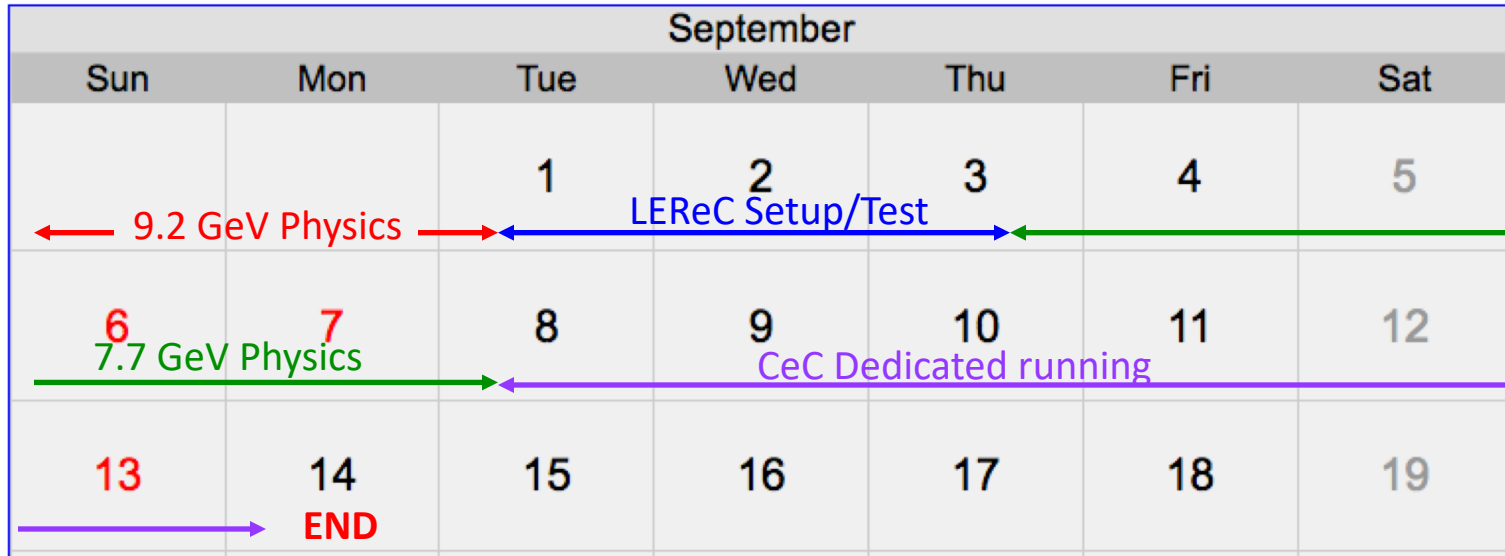 September
Sun Mon Tue Wed Thu Fri Sat
1 2 3 4 5
9.2 GeV Physics LEReC Setup/Test
6 7 8 9 10 11 12
7.7 GeV Physics CeC Dedicated running
13 14 15 16 17 18 19
END